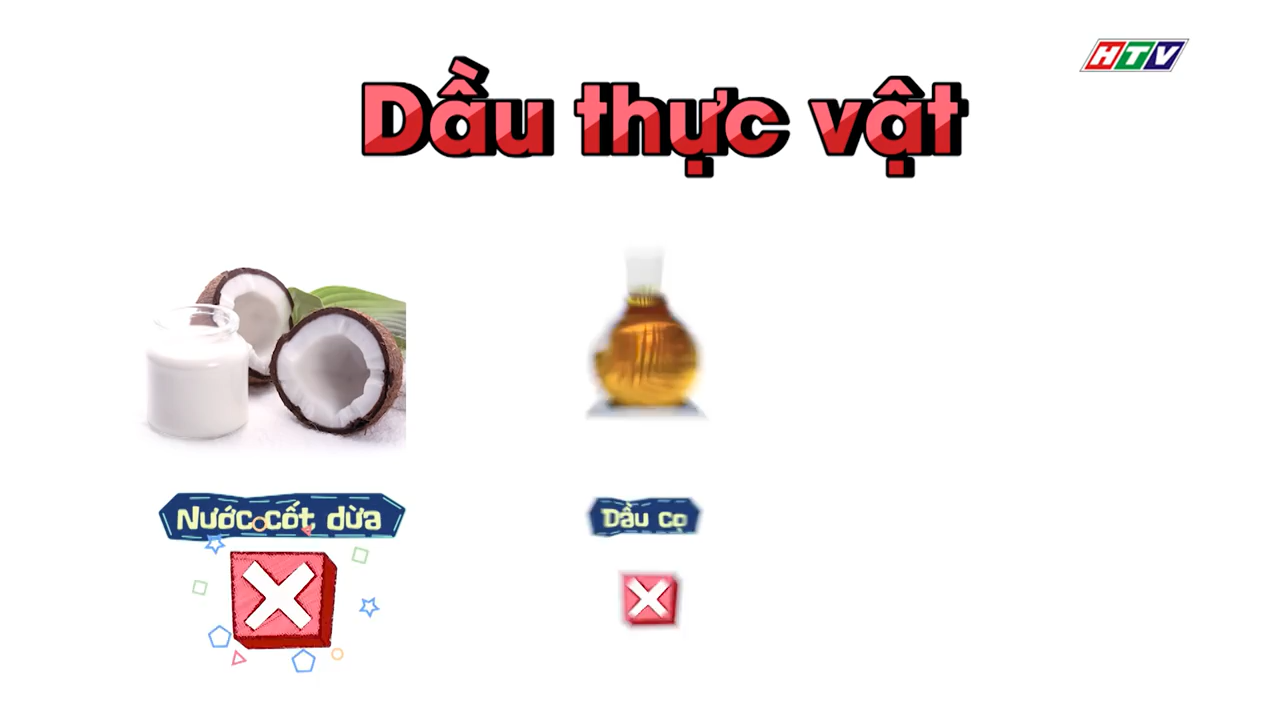 HTV
Dầu thực vật
Nước cốt dừa
Dầu cọ